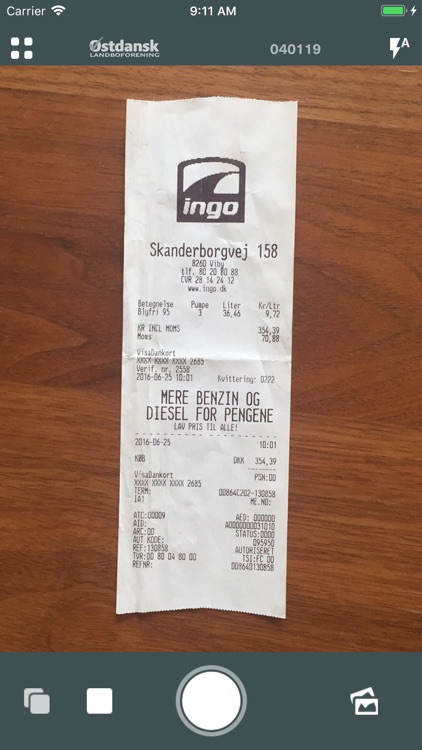 Carrier 9:11 AM
Østdansk
LANDBOFORENING
040119
A
ingo
Skanderborgvej 158
8260 Viby
tlf. 80 20 80 88
CVR 28 14 24 12
www.ingo.dk
Betegnelse Pumpe Liter Kr/Ltr
Blyfri 95 3 36,46 9,72
KR INCL MOMS 354,39
Moms 70,88
VisaDankort
XXXX XXXX XXXX 2685
Verif. nr. 2558
2016-06-25 10:01 Kvittering: D222
MERE BENZIN OG
DIESEL FOR PENGENE
LAV PRIS TIL ALLE!
2016-06-25 10:01
KØB DKK 354,39
VisaDankort PSN:00
XXXX XXXX XXXX 2685
TERM: 00864C202-130858
IA1 ME.NO:
ATC:00009 AED: 000000
AID: A0000000031010
ARC:00 STATUS:0000
AUT KODE: 095950
REF:130858 AUTORISERET
TVR:00 80 04 80 00 TSI:FC 00
REFNR: 008640130858